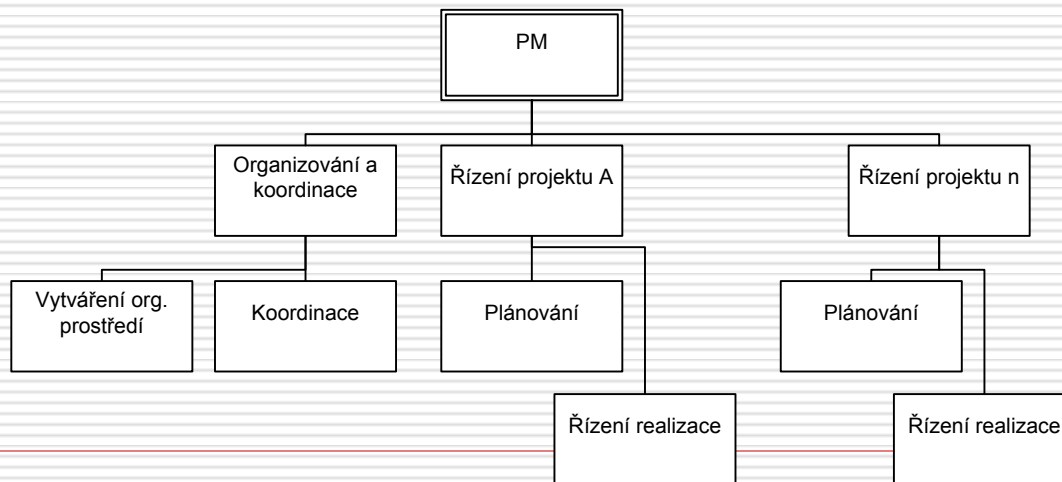 PM
Organizování a
koordinace
Řízení projektu A
Řízení projektu n
Vytváření org.
prostředí
Koordinace
Plánování
Plánování
Řízení realizace
Řízení realizace